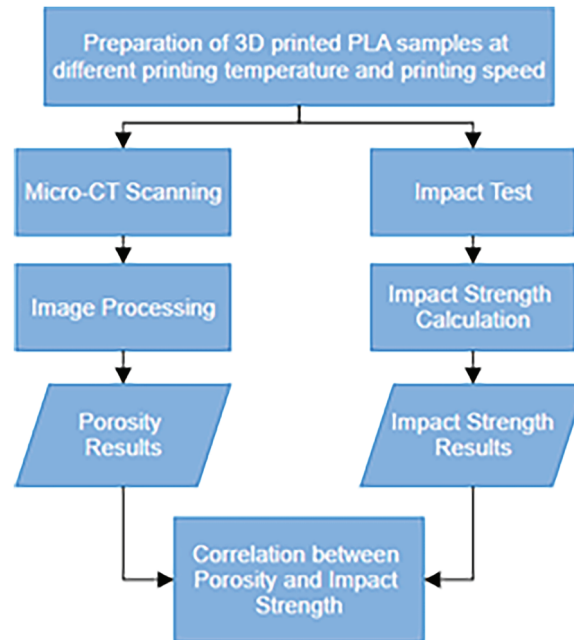 Preparation of 3D printed PLA samples at
different printing temperature and printing speed
Micro-CT Scanning
Impact Test
Image Processing
Impact Strength
Calculation
Porosity
Results
Impact Strength
Results
Correlation between
Porosity and Impact
Strength